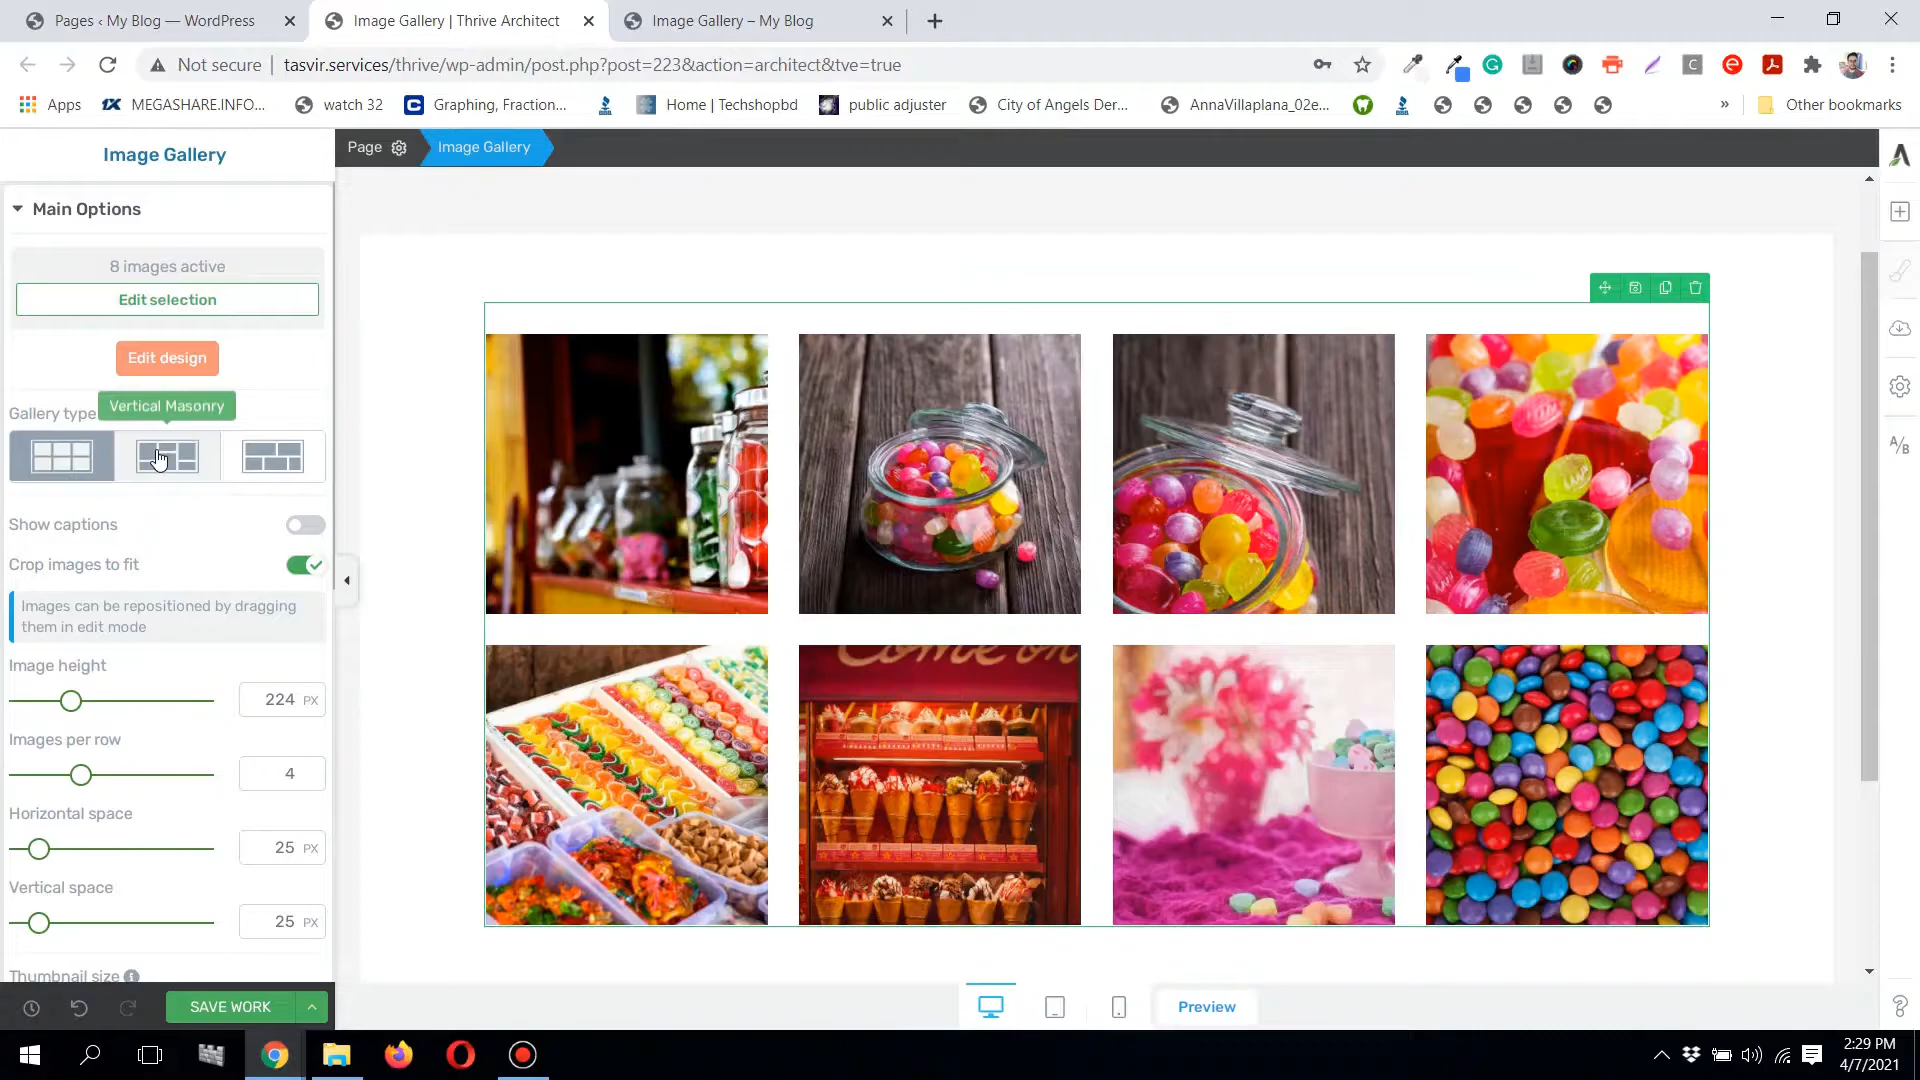 Pages ‹ My Blog — WordPress
Image Gallery | Thrive Architect
Image Gallery – My Blog
Not secure
tasvir.services/thrive/wp-admin/post.php?post=223&action=architect&tve=true
Apps
MEGASHARE.INFO...
watch 32
Graphing, Fraction...
Home | Techshopbd
public adjuster
City of Angels Der...
AnnaVillaplana_02e...
»
Other bookmarks
Image Gallery
Page
Image Gallery
Main Options
8 images active
Edit selection
Edit design
Gallery type
Vertical Masonry
Show captions
Crop images to fit
Images can be repositioned by dragging
them in edit mode
Image height
224 PX
Images per row
4
Horizontal space
25 PX
Vertical space
25 PX
Thumbnail size
SAVE WORK
Come on
Preview
A/B
2:29 PM
4/7/2021